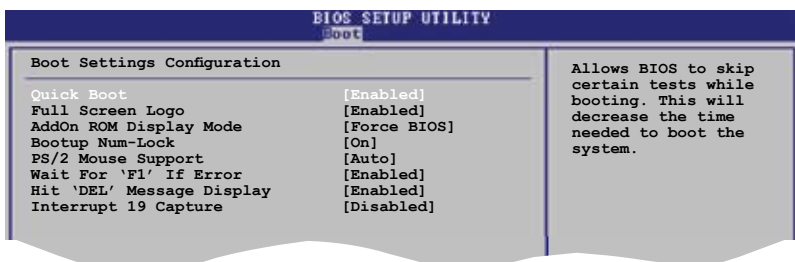 BIOS SETUP UTILITY
Boot
Boot Settings Configuration
Quick Boot [Enabled]
Full Screen Logo [Enabled]
AddOn ROM Display Mode [Force BIOS]
Bootup Num-Lock [On]
PS/2 Mouse Support [Auto]
Wait For ‘F1’ If Error [Enabled]
Hit ‘DEL’ Message Display [Enabled]
Interrupt 19 Capture [Disabled]
Allows BIOS to skip
certain tests while
booting. This will
decrease the time
needed to boot the
system.